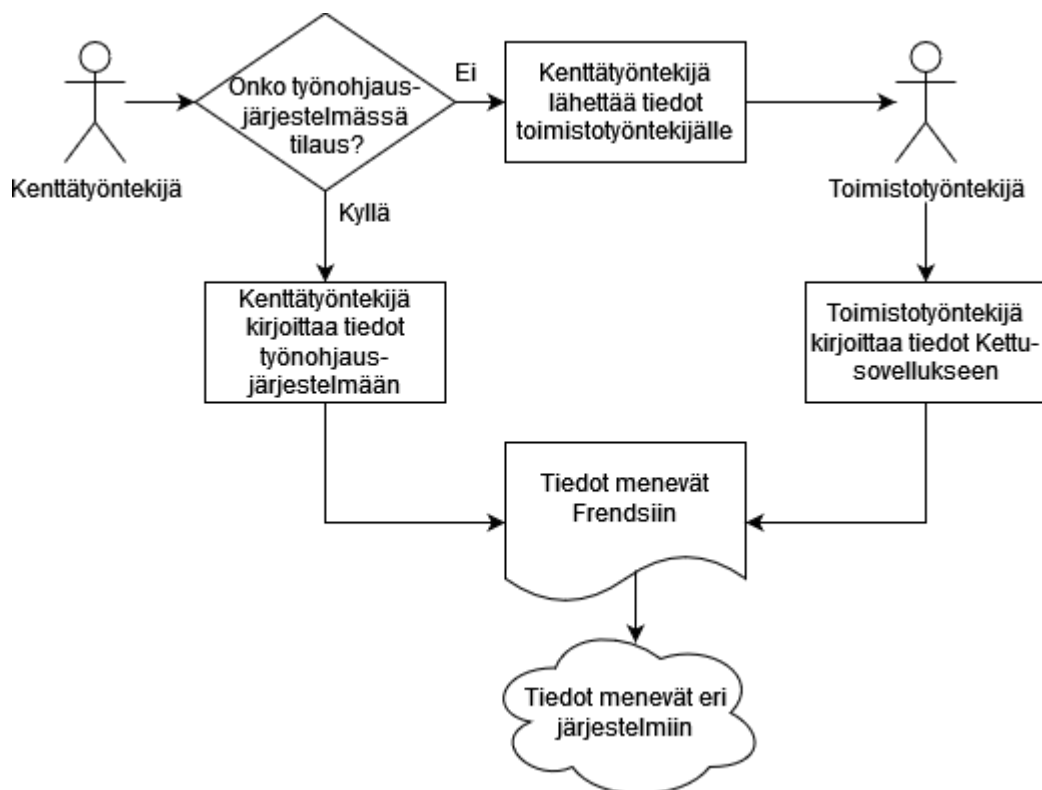 Onko työnohjaus-
järjestelmässä
tilaus?
Ei
Kenttätyöntekijä
lähettää tiedot
toimistotyöntekijälle
Kenttätyöntekijä
Toimistotyöntekijä
Kyllä
Kenttätyöntekijä
kirjoittaa tiedot
työnohjaus-
järjestelmään
Toimistotyöntekijä
kirjoittaa tiedot Kettu-
sovellukseen
Tiedot menevät
Frendsiin
Tiedot menevät eri
järjestelmiin